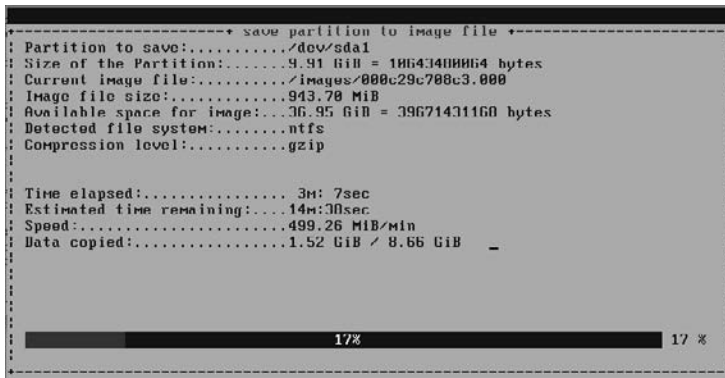 save partition to image file
Partition to save:.........../dev/sda1
Size of the Partition:.......9.91 GiB = 10643480064 bytes
Current image file:........../images/000c29c708c3.000
Image file size:.............943.70 MiB
Available space for image:...36.95 GiB = 39671431168 bytes
Detected file system:........ntfs
Compression level:...........gzip
Time elapsed:................ 3m: 7sec
Estimated time remaining:....14m:30sec
Speed:.......................499.26 MiB/min
Data copied:.................1.52 GiB / 8.66 GiB
17% 17 %